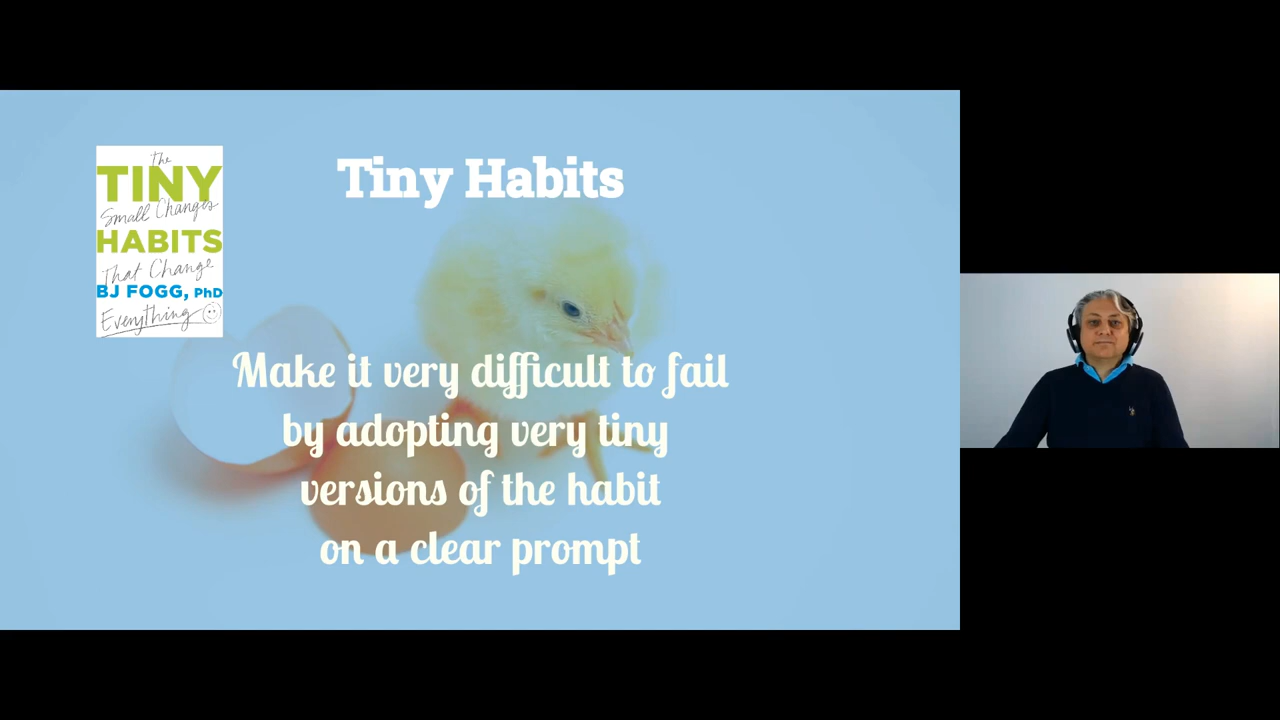 The
TINY
Small Changes
HABITS
That Change
BJ FOGG, PhD
Everything
Tiny Habits
Make it very difficult to fail
by adopting very tiny
versions of the habit
on a clear prompt